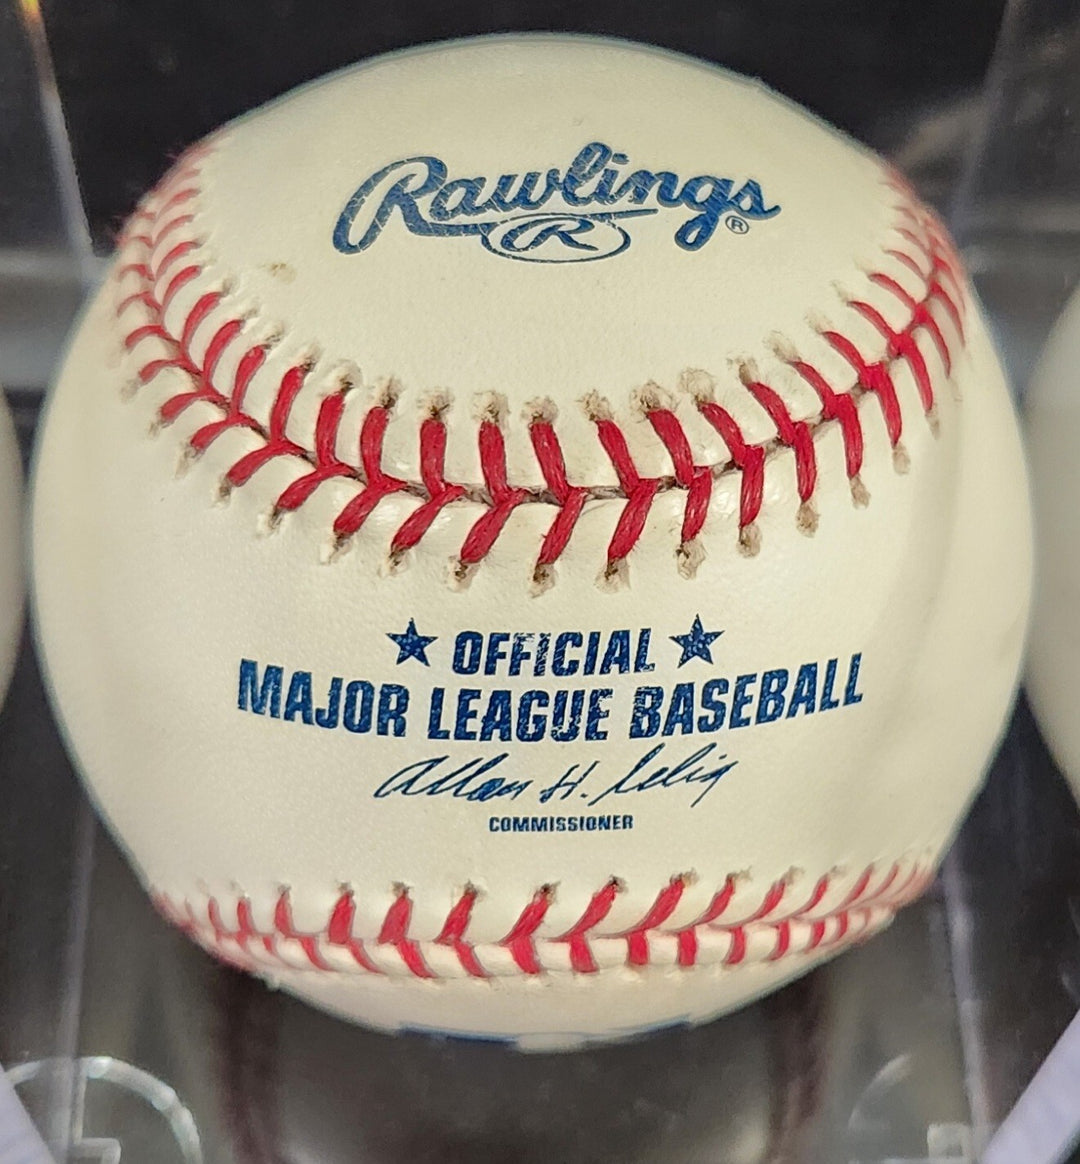 Rawlings ®
R
★ OFFICIAL ★
MAJOR LEAGUE BASEBALL
Allan H. Selig
COMMISSIONER